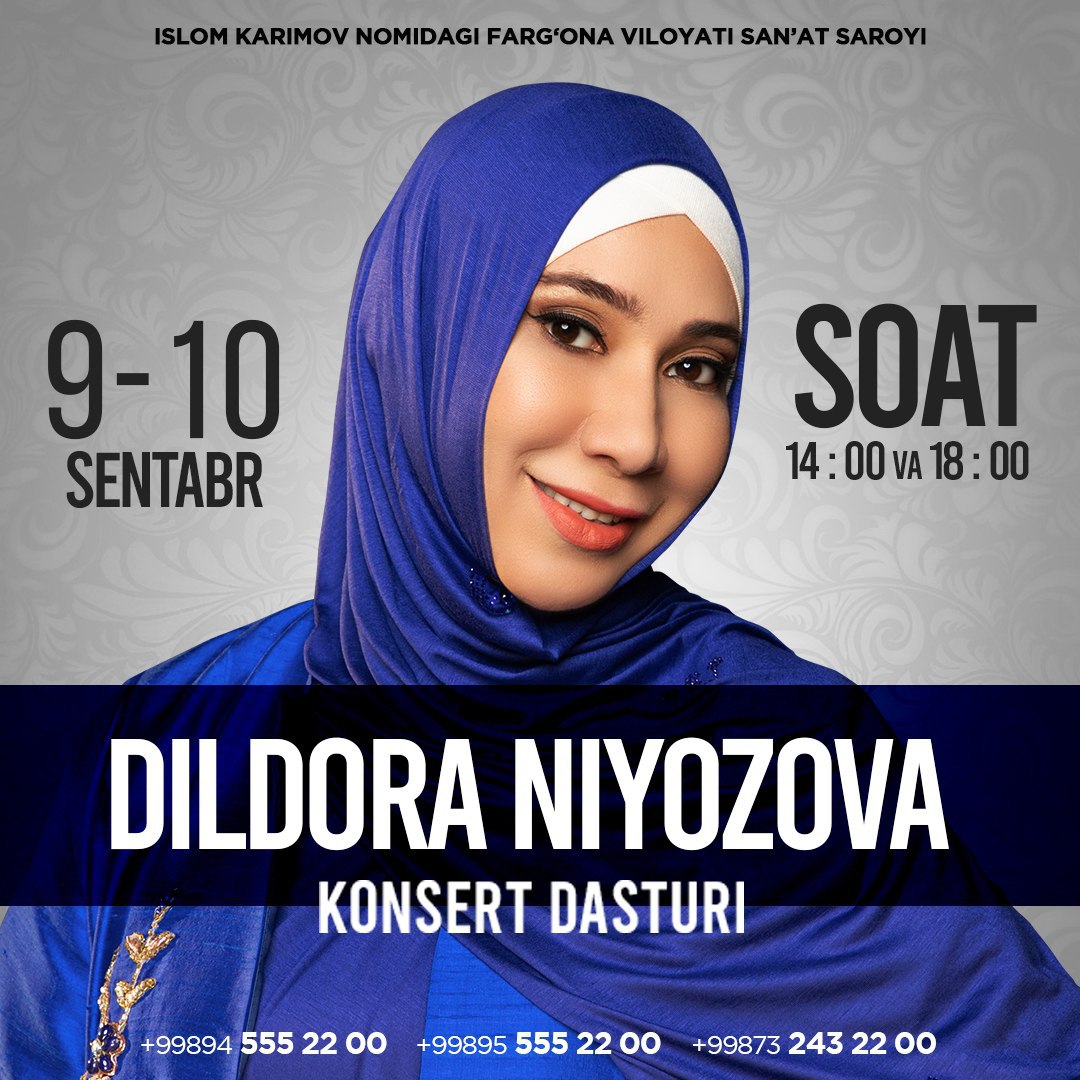 ISLOM KARIMOV NOMIDAGI FARG‘ONA VILOYATI SAN’AT SAROYI
9-10
SENTABR
SOAT
14 : 00 VA 18 : 00
DILDORA NIYOZOVA
KONSERT DASTURI
+99894 555 22 00 +99895 555 22 00 +99873 243 22 00